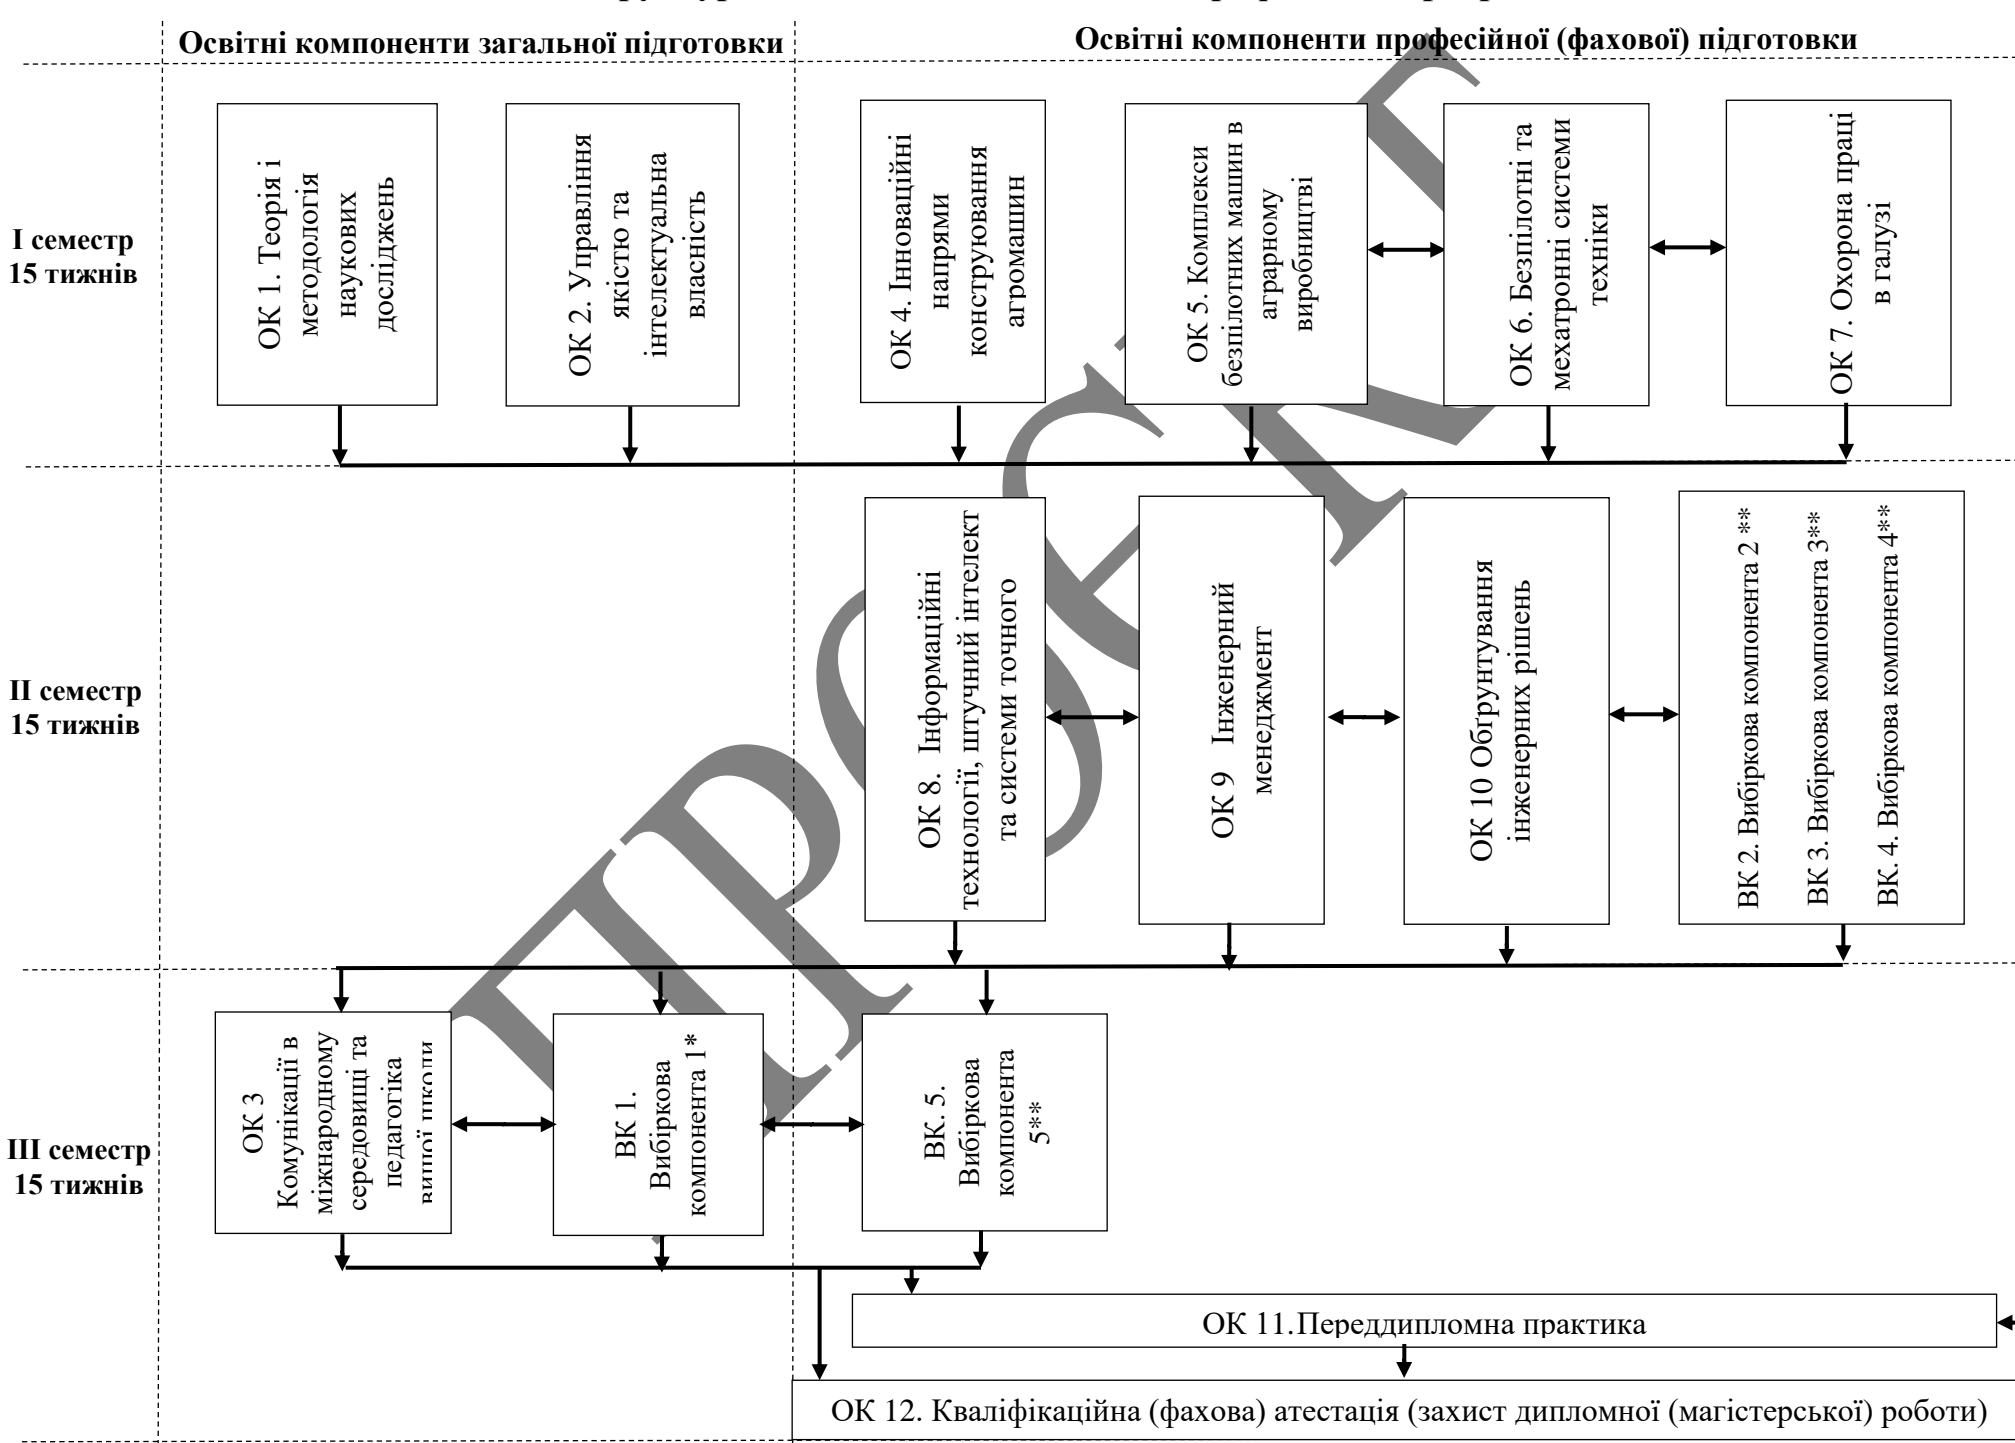 Освітні компоненти загальної підготовки
Освітні компоненти професійної (фахової) підготовки
І семестр
15 тижнів
ОК 1. Теорія і
методологія
наукових
досліджень
ОК 2. Управління
якістю та
інтелектуальна
власність
ОК 4. Інноваційні
напрями
конструювання
агромашин
ОК 5. Комплекси
безпілотних машин в
аграрному
виробництві
ОК 6. Безпілотні та
мехатронні системи
техніки
ОК 7. Охорона праці
в галузі
ІІ семестр
15 тижнів
ОК 8. Інформаційні
технології, штучний інтелект
та системи точного
ОК 9 Інженерний
менеджмент
ОК 10 Обґрунтування
інженерних рішень
ВК 2. Вибіркова компонента 2 **
ВК 3. Вибіркова компонента 3**
ВК. 4. Вибіркова компонента 4**
ІІІ семестр
15 тижнів
ОК 3
Комунікації в
міжнародному
середовищі та
педагогіка
вищої школи
ВК 1.
Вибіркова
компонента 1*
ВК. 5.
Вибіркова
компонента
5**
ОК 11.Переддипломна практика
ОК 12. Кваліфікаційна (фахова) атестація (захист дипломної (магістерської) роботи)
ПРОЄКТ